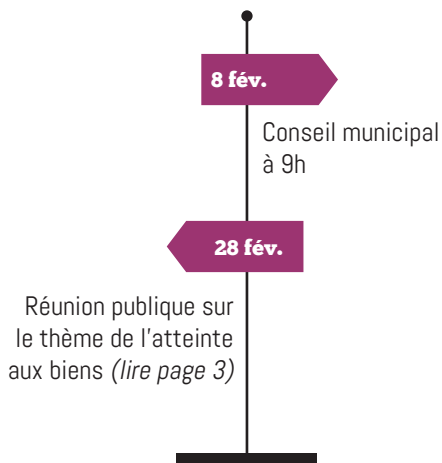 8 fév.
Conseil municipal
à 9h
28 fév.
Réunion publique sur
le thème de l'atteinte
aux biens (lire page 3)